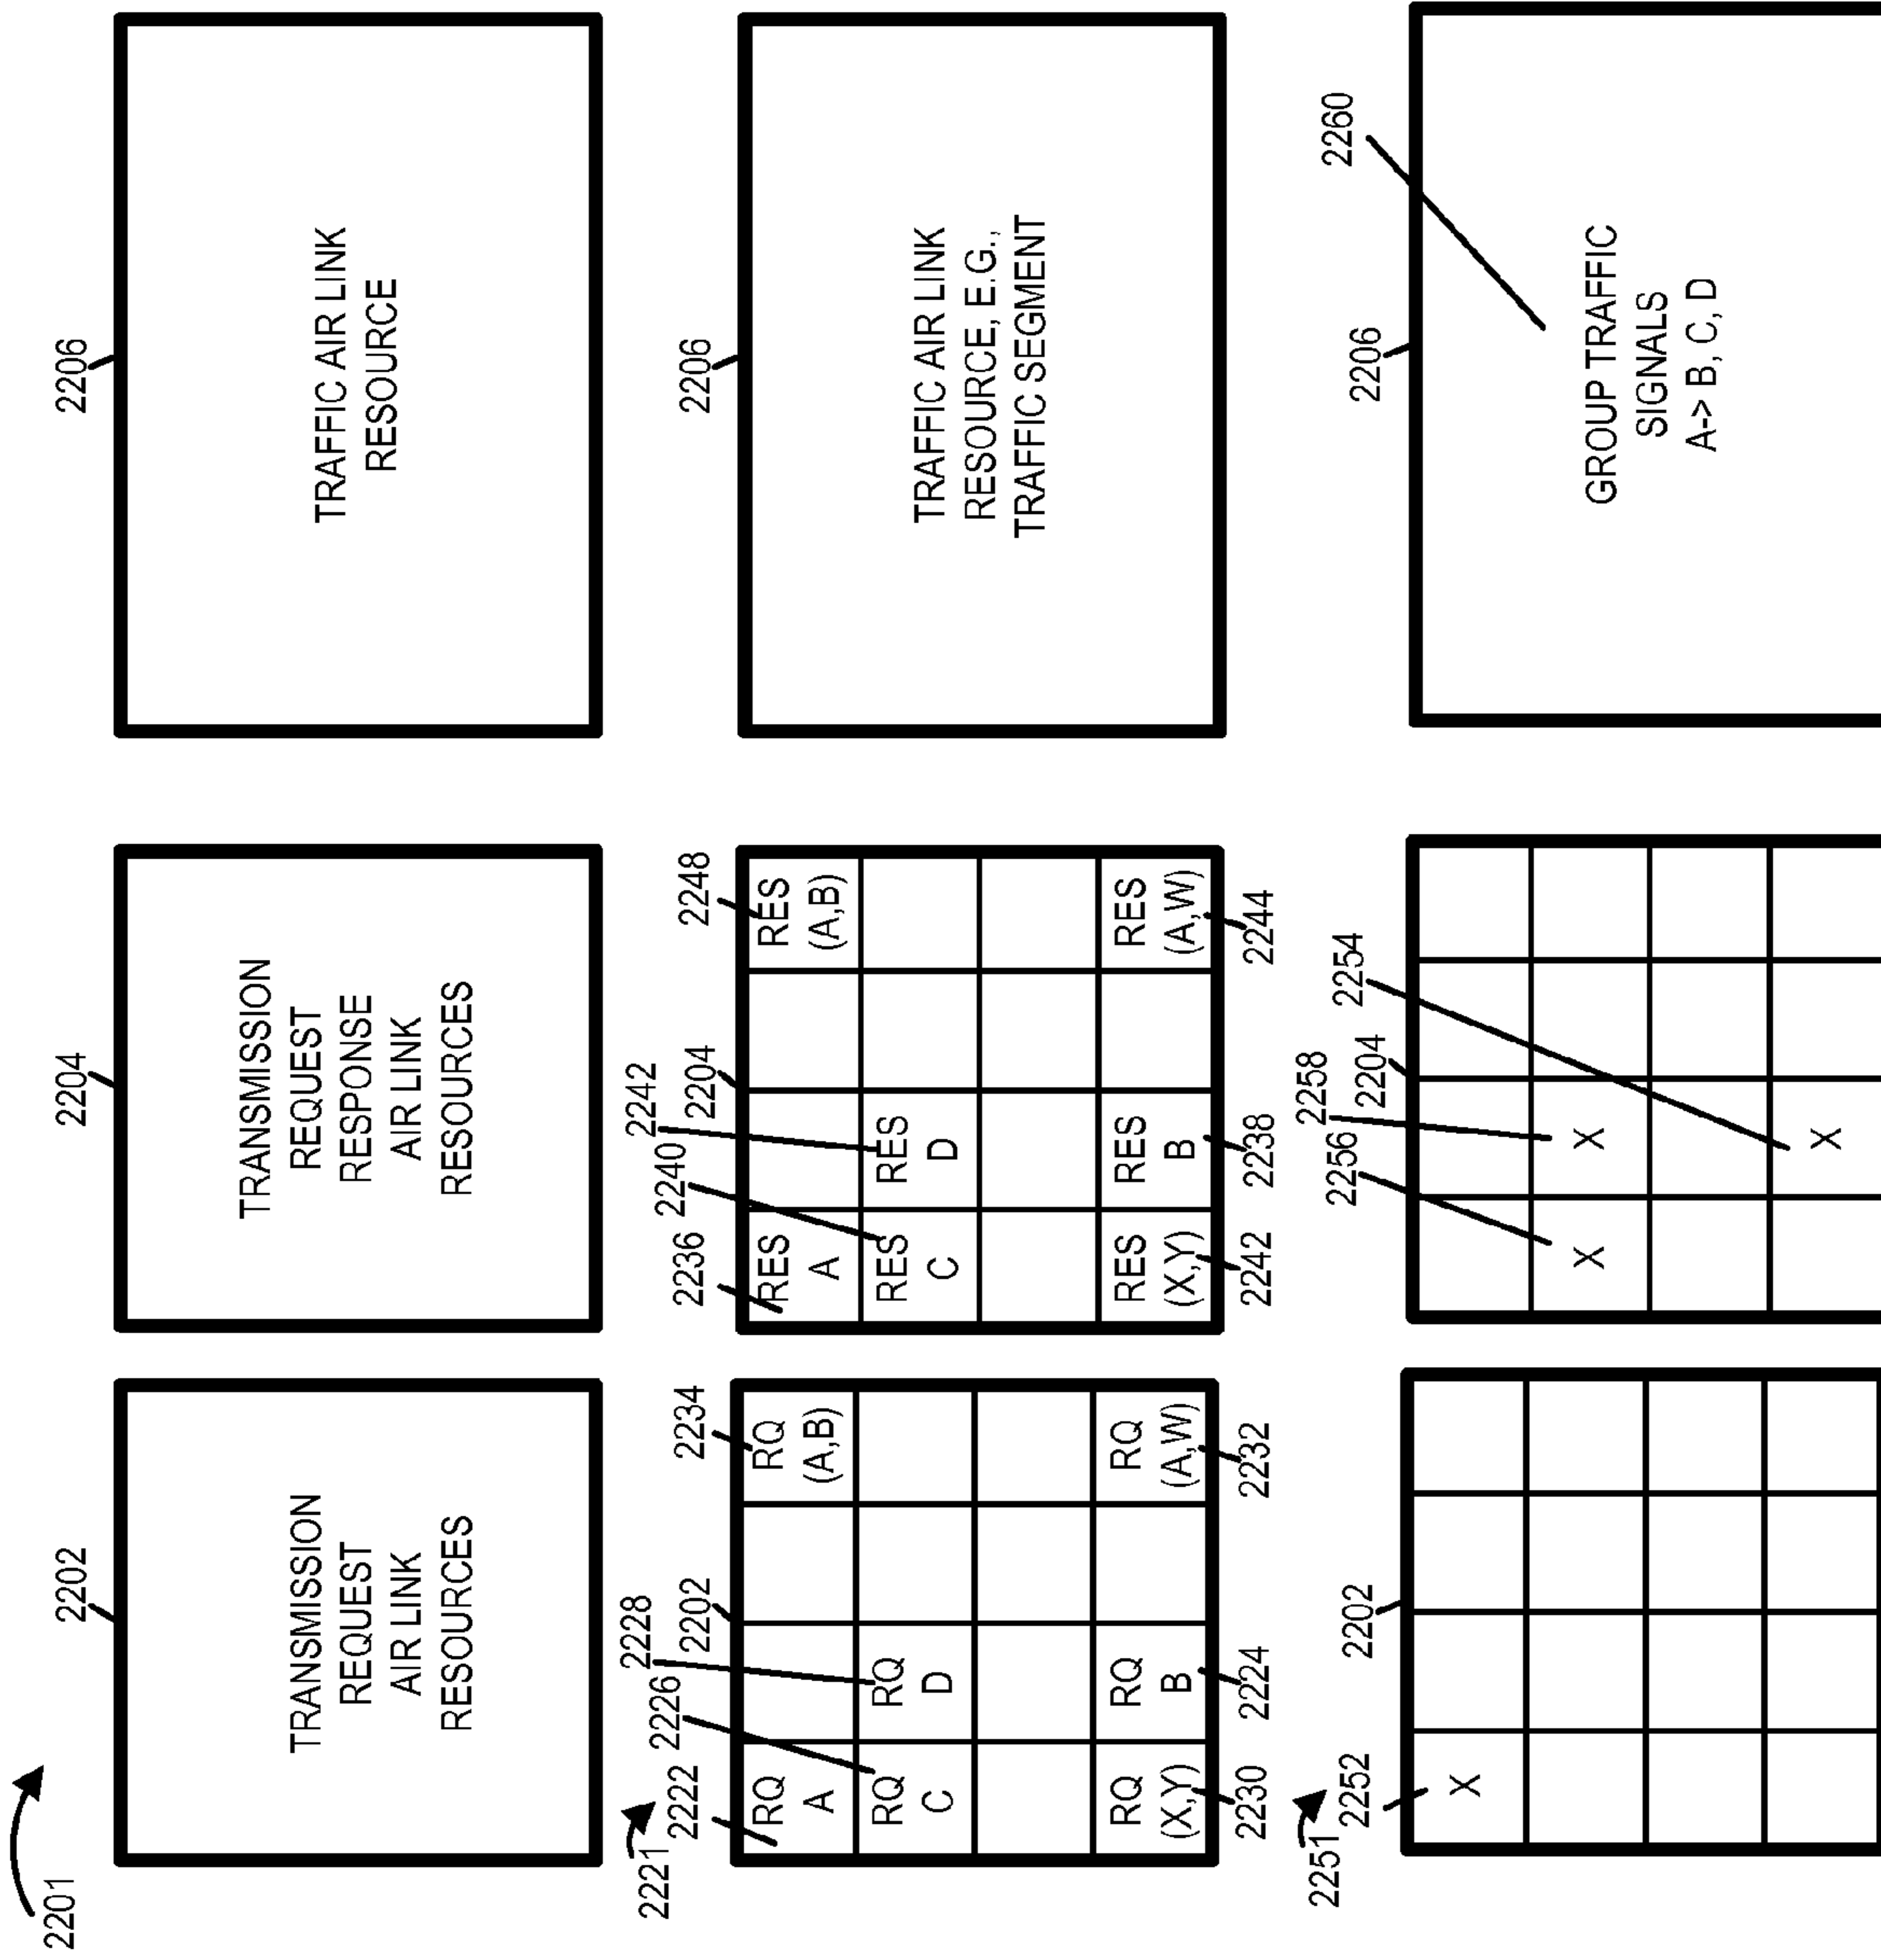 2201
2202
2204
2206
TRANSMISSION
REQUEST
AIR LINK
RESOURCES
TRANSMISSION
REQUEST
RESPONSE
AIR LINK
RESOURCES
TRAFFIC AIR LINK
RESOURCE
2221
2222
2226
2228
2202
2234
RQ
A
RQ
(A,B)
RQ
C
RQ
D
RQ
(X,Y)
RQ
B
RQ
(A,W)
2230
2224
2232
2236
2240
2242
2204
2248
RES
A
RES
(A,B)
RES
C
RES
D
RES
(X,Y)
RES
B
RES
(A,W)
2242
2238
2244
2206
TRAFFIC AIR LINK
RESOURCE, E.G.,
TRAFFIC SEGMENT
2251
2252
2202
X
2256
2258
2204
2254
X
X
X
2206
2260
GROUP TRAFFIC
SIGNALS
A-> B, C, D